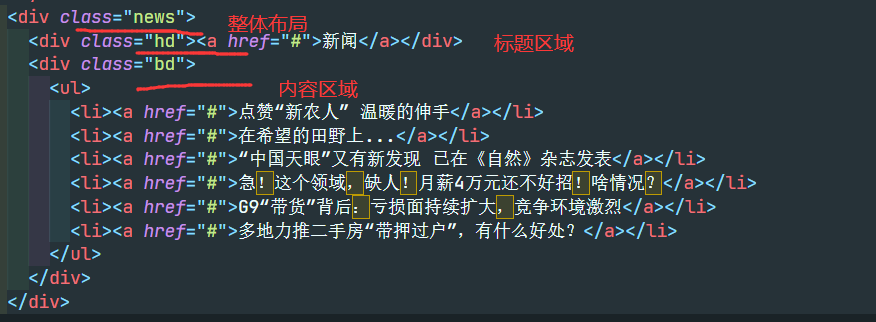 <div class="news"> 整体布局
<div class="hd"><a href="#">新闻</a></div> 标题区域
<div class="bd">
<ul> 内容区域
<li><a href="#">点赞“新农人” 温暖的伸手</a></li>
<li><a href="#">在希望的田野上...</a></li>
<li><a href="#">“中国天眼”又有新发现 已在《自然》杂志发表</a></li>
<li><a href="#">急！这个领域，缺人！月薪4万元还不好招！啥情况？</a></li>
<li><a href="#">G9“带货”背后：亏损面持续扩大，竞争环境激烈</a></li>
<li><a href="#">多地力推二手房“带押过户”，有什么好处？</a></li>
</ul>
</div>
</div>